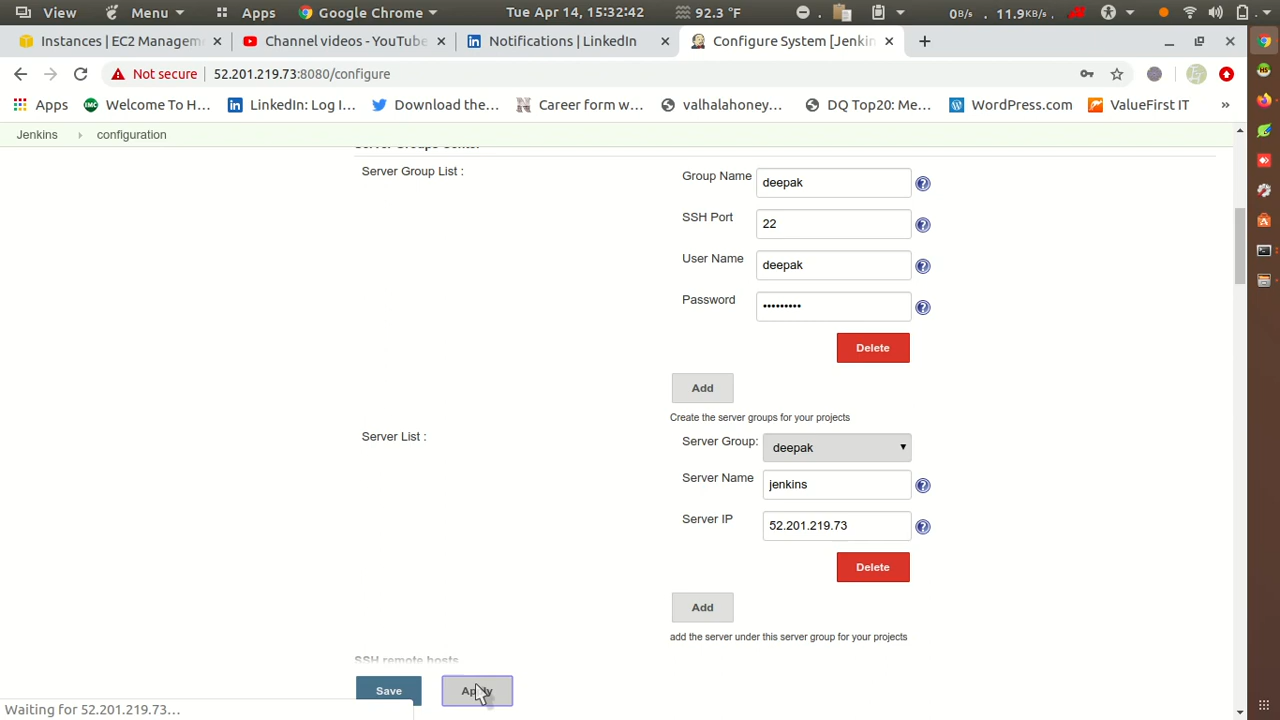 View Menu Apps Google Chrome Tue Apr 14, 15:32:42 92.3 °F 0B/s 11.9KB/s
Instances | EC2 Managem Channel videos - YouTube Notifications | LinkedIn Configure System [Jenkin
Not secure 52.201.219.73:8080/configure
Apps Welcome To H... LinkedIn: Log I... Download the... Career form w... valhalahoney... DQ Top20: Me... WordPress.com ValueFirst IT »
Jenkins configuration
Server Groups Center
Server Group List :
Group Name deepak
SSH Port 22
User Name deepak
Password •••••••••
Delete
Add
Create the server groups for your projects
Server List :
Server Group: deepak
Server Name jenkins
Server IP 52.201.219.73
Delete
Add
add the server under this server group for your projects
SSH remote hosts
Save Apply
Waiting for 52.201.219.73...